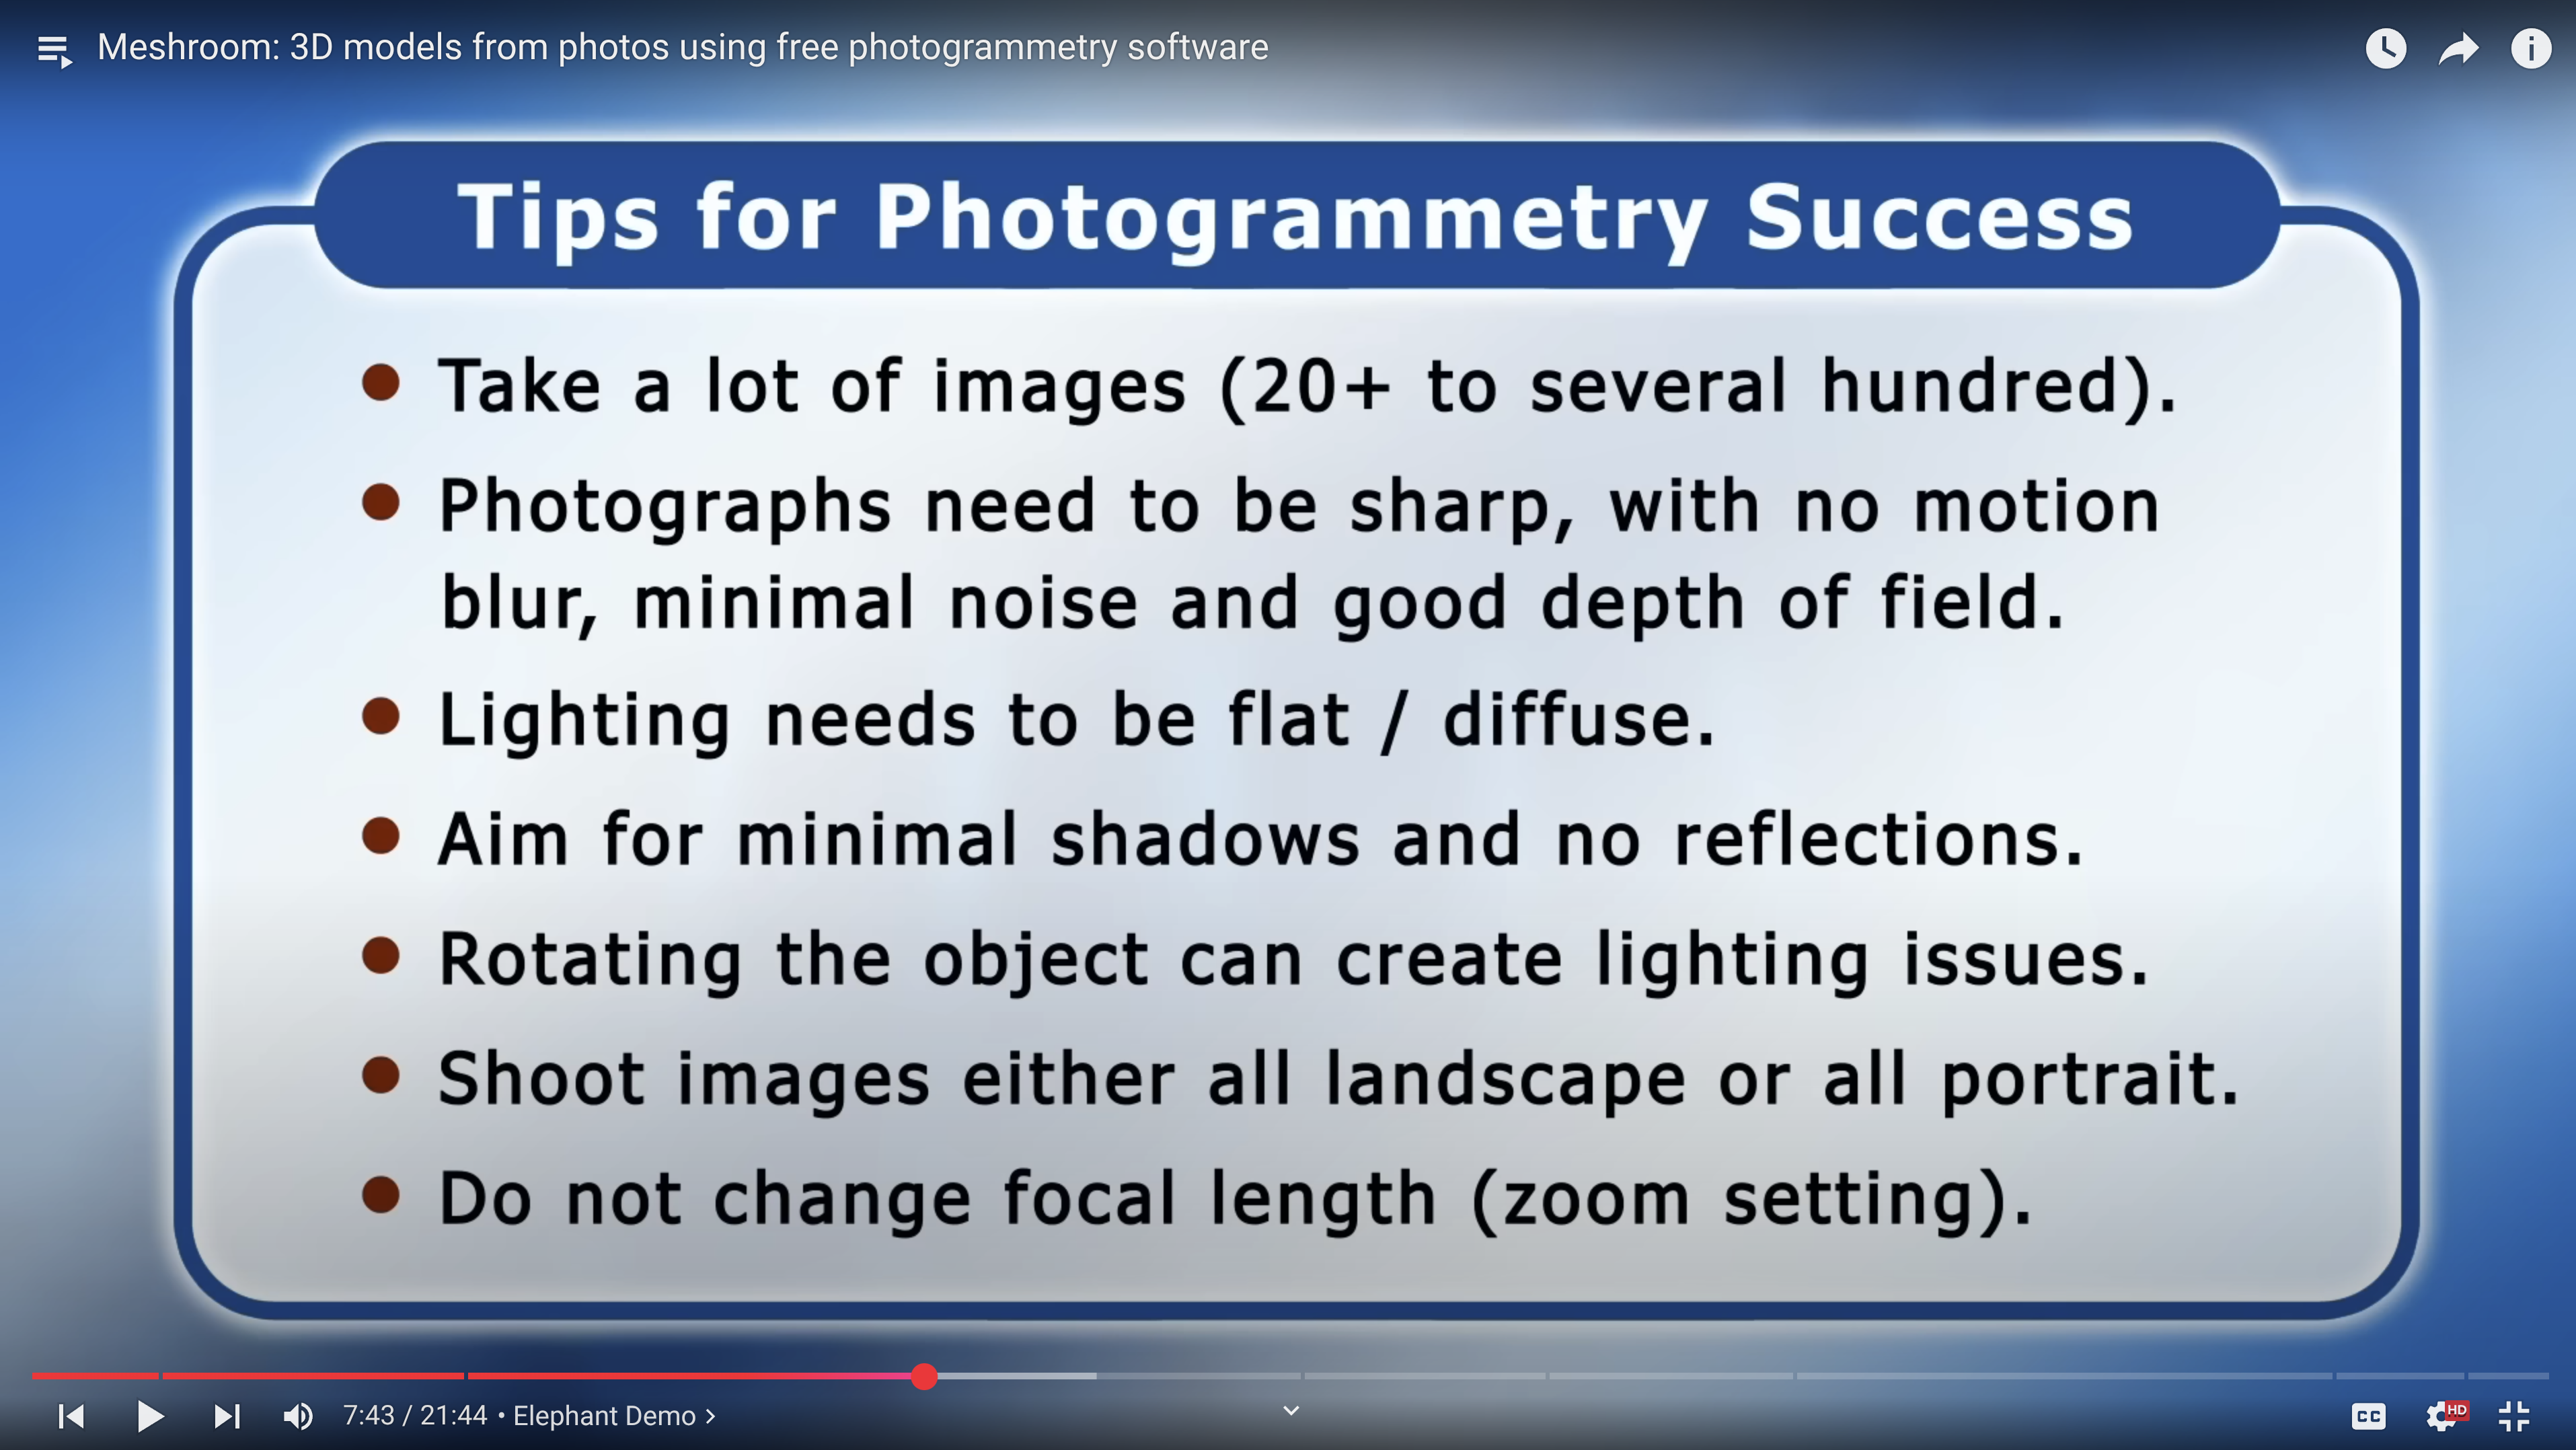 Meshroom: 3D models from photos using free photogrammetry software
Tips for Photogrammetry Success
● Take a lot of images (20+ to several hundred).
● Photographs need to be sharp, with no motion
blur, minimal noise and good depth of field.
● Lighting needs to be flat / diffuse.
● Aim for minimal shadows and no reflections.
● Rotating the object can create lighting issues.
● Shoot images either all landscape or all portrait.
● Do not change focal length (zoom setting).
7:43 / 21:44 • Elephant Demo >
CC
HD